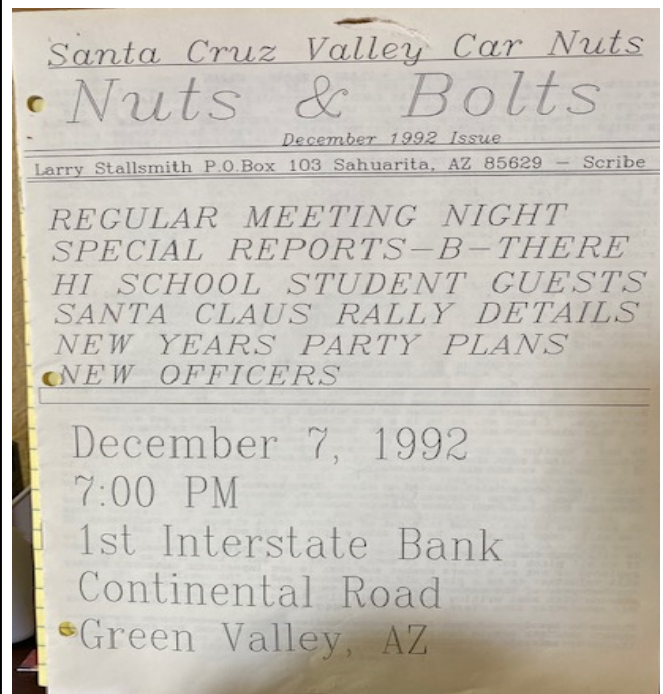 Santa Cruz Valley Car Nuts
Nuts & Bolts
December 1992 Issue
Larry Stallsmith P.O.Box 103 Sahuarita, AZ 85629 - Scribe
REGULAR MEETING NIGHT
SPECIAL REPORTS-B-THERE
HI SCHOOL STUDENT GUESTS
SANTA CLAUS RALLY DETAILS
NEW YEARS PARTY PLANS
NEW OFFICERS
December 7, 1992
7:00 PM
1st Interstate Bank
Continental Road
Green Valley, AZ